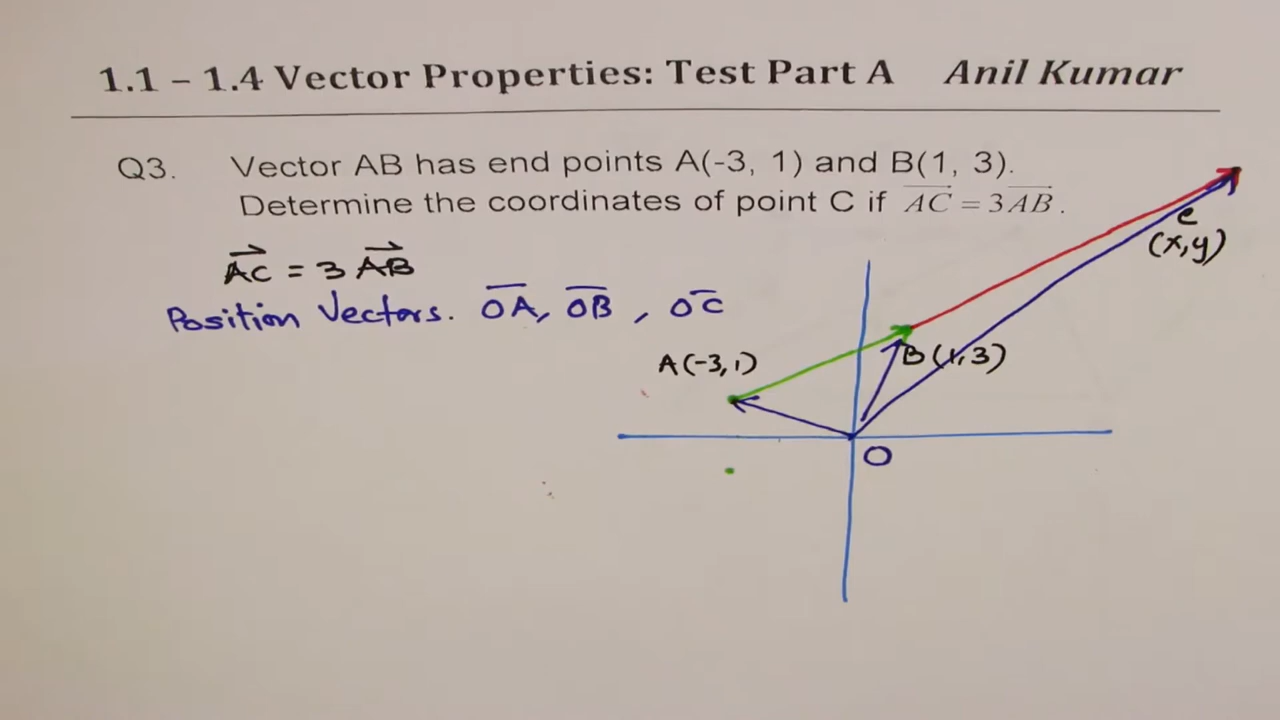 1.1 – 1.4 Vector Properties: Test Part A Anil Kumar
Q3. Vector AB has end points A(-3, 1) and B(1, 3).
Determine the coordinates of point C if AC = 3AB.
AC = 3 AB
Position Vectors. OA, OB, OC
C
(x,y)
A(-3,1)
B(1,3)
O